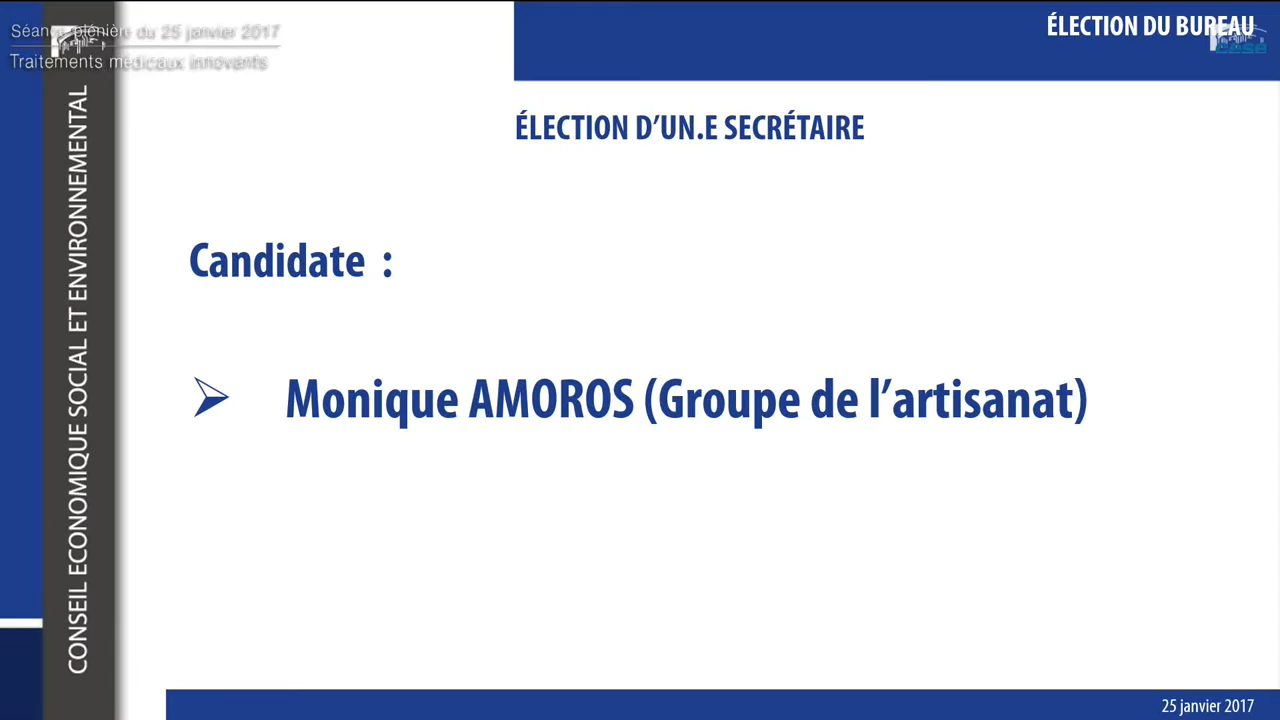 Séance plénière du 25 janvier 2017
Traitements médicaux innovants
ÉLECTION DU BUREAU
cese
CONSEIL ECONOMIQUE SOCIAL ET ENVIRONNEMENTAL
ÉLECTION D’UN.E SECRÉTAIRE
Candidate :
Monique AMOROS (Groupe de l’artisanat)
25 janvier 2017